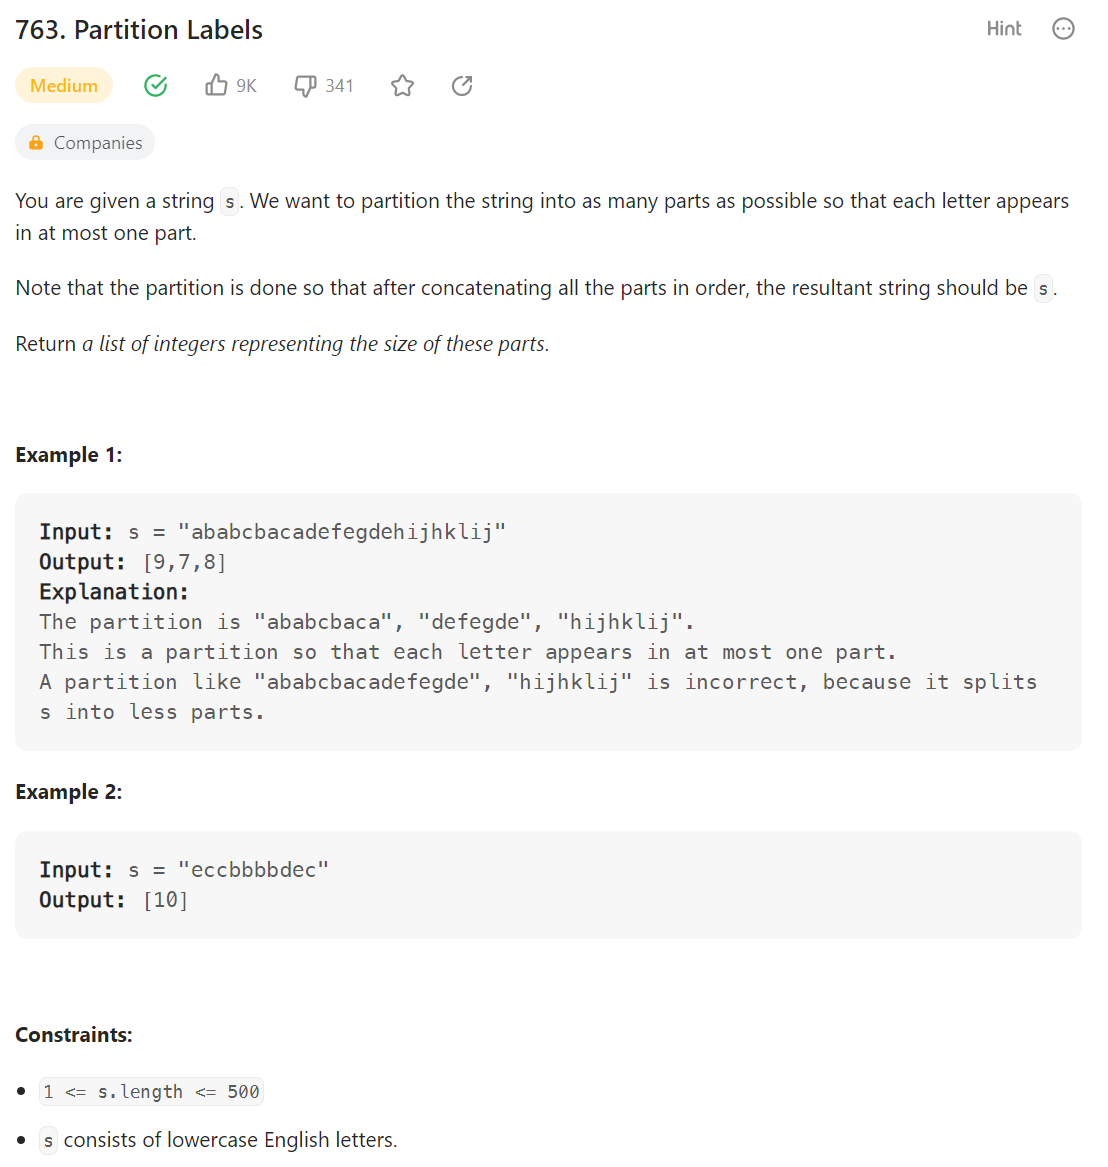 763. Partition Labels
Hint
Medium
9K
341
Companies
You are given a string s. We want to partition the string into as many parts as possible so that each letter appears
in at most one part.
Note that the partition is done so that after concatenating all the parts in order, the resultant string should be s.
Return a list of integers representing the size of these parts.
Example 1:
Input: s = "ababcbacadefegdehijhklij"
Output: [9,7,8]
Explanation:
The partition is "ababcbaca", "defegde", "hijhklij".
This is a partition so that each letter appears in at most one part.
A partition like "ababcbacadefegde", "hijhklij" is incorrect, because it splits
s into less parts.
Example 2:
Input: s = "eccbbbbdec"
Output: [10]
Constraints:
1 <= s.length <= 500
s consists of lowercase English letters.